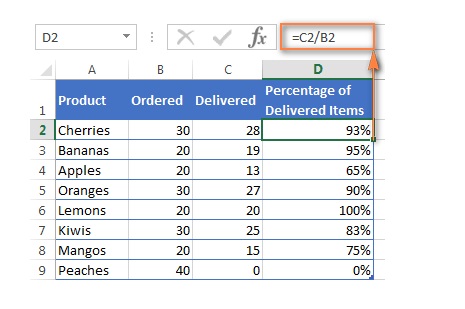 D2 fx =C2/B2
A B C D
1 Product Ordered Delivered Percentage of
Delivered Items
2 Cherries 30 28 93%
3 Bananas 20 19 95%
4 Apples 20 13 65%
5 Oranges 30 27 90%
6 Lemons 20 20 100%
7 Kiwis 30 25 83%
8 Mangos 20 15 75%
9 Peaches 40 0 0%